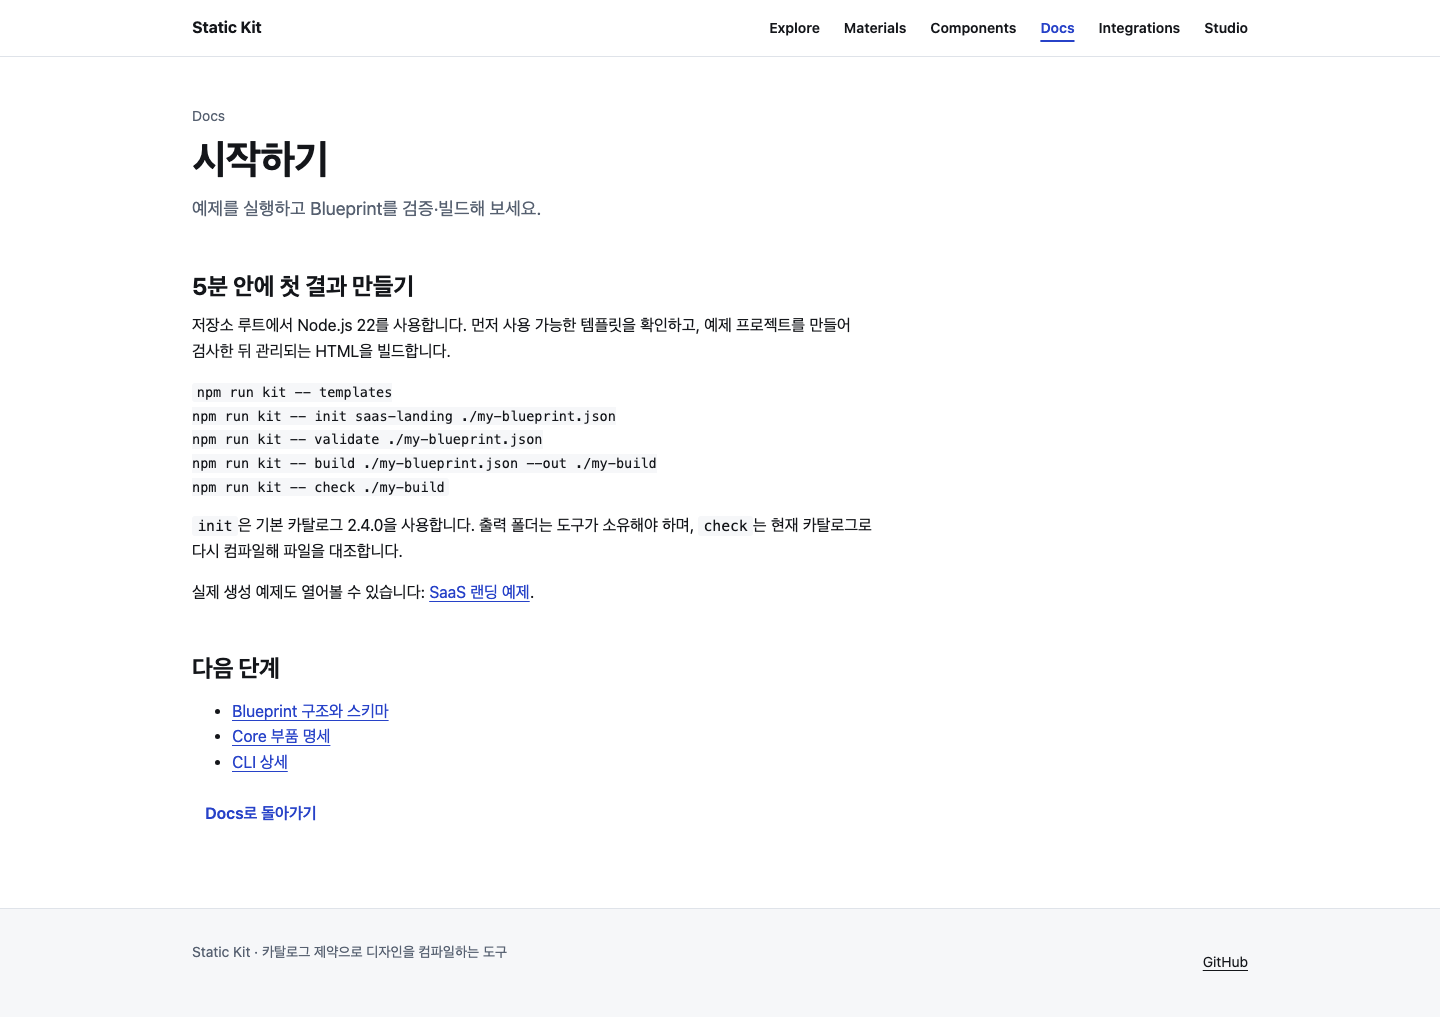 Static Kit
Explore Materials Components Docs Integrations Studio
Docs
시작하기
예제를 실행하고 Blueprint를 검증·빌드해 보세요.
5분 안에 첫 결과 만들기
저장소 루트에서 Node.js 22를 사용합니다. 먼저 사용 가능한 템플릿을 확인하고, 예제 프로젝트를 만들어
검사한 뒤 관리되는 HTML을 빌드합니다.
npm run kit -- templates
npm run kit -- init saas-landing ./my-blueprint.json
npm run kit -- validate ./my-blueprint.json
npm run kit -- build ./my-blueprint.json --out ./my-build
npm run kit -- check ./my-build
init은 기본 카탈로그 2.4.0을 사용합니다. 출력 폴더는 도구가 소유해야 하며, check는 현재 카탈로그로
다시 컴파일해 파일을 대조합니다.
실제 생성 예제도 열어볼 수 있습니다: SaaS 랜딩 예제.
다음 단계
• Blueprint 구조와 스키마
• Core 부품 명세
• CLI 상세
Docs로 돌아가기
Static Kit · 카탈로그 제약으로 디자인을 컴파일하는 도구
GitHub